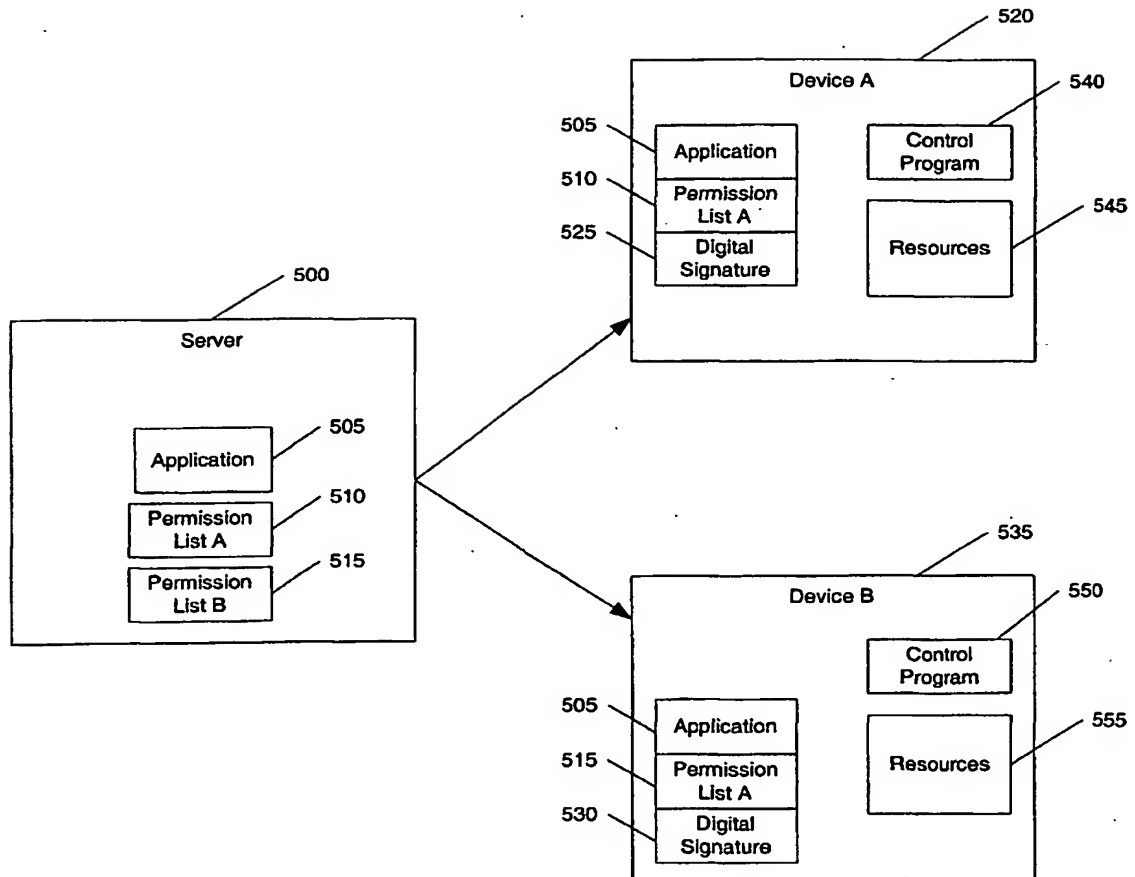 520
Device A
540
505
Application
Control
Program
510
Permission
List A
545
525
Digital
Signature
Resources
500
Server
505
Application
510
Permission
List A
515
Permission
List B
535
Device B
550
Control
Program
505
Application
555
515
Permission
List A
Resources
530
Digital
Signature